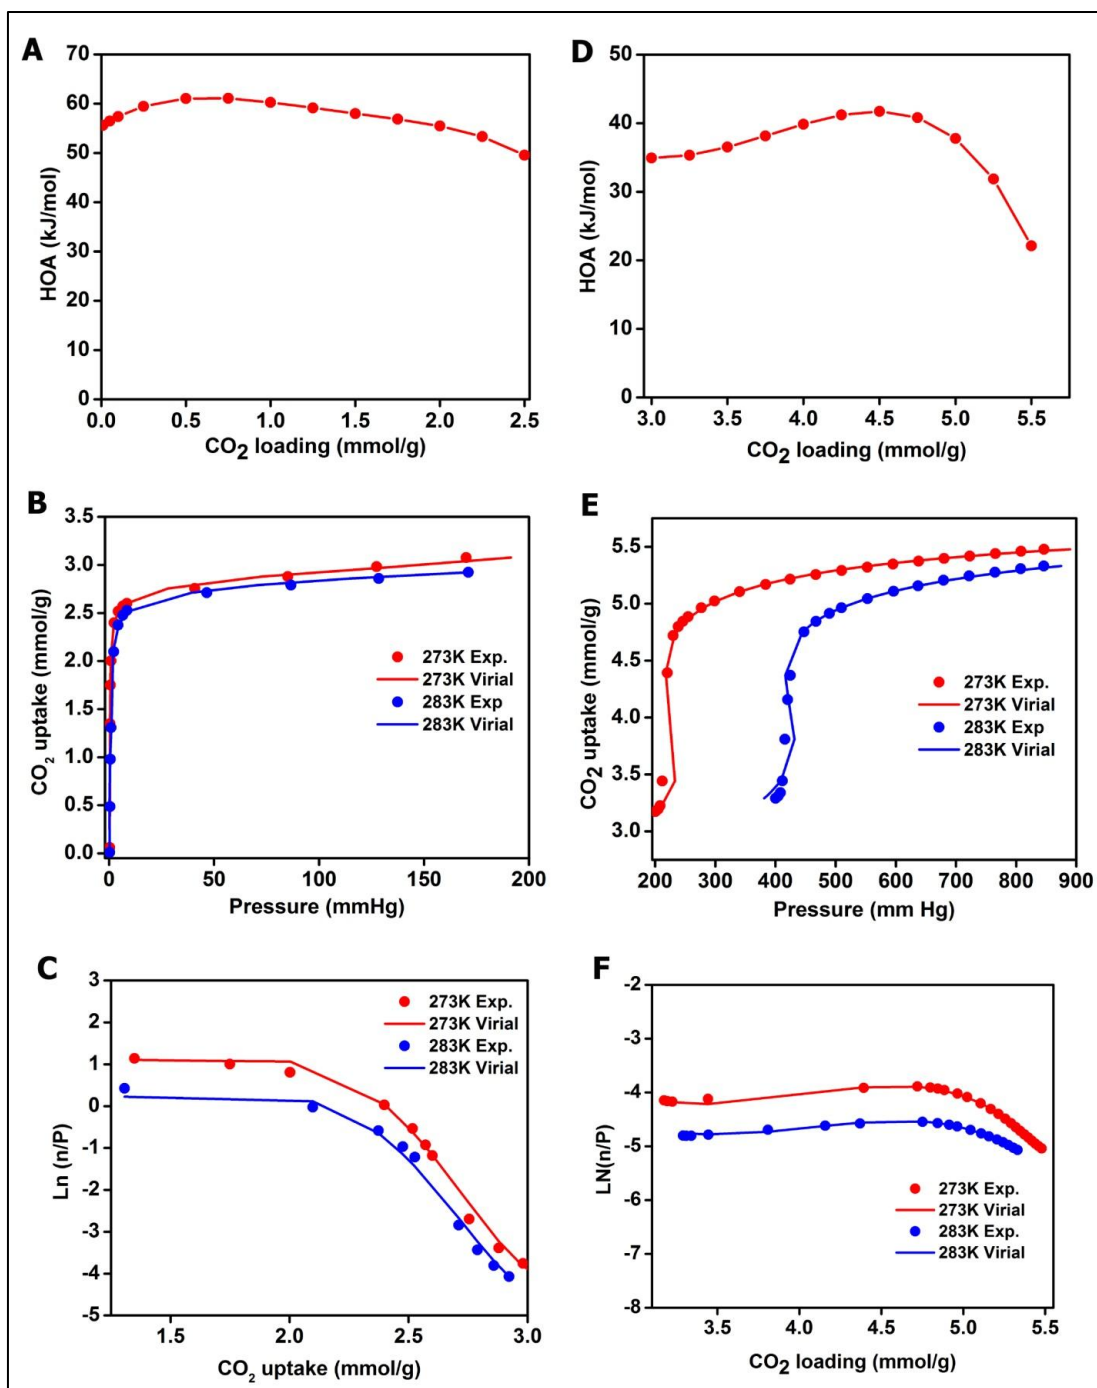 A
70
60
50
40
30
20
10
0
HOA (kJ/mol)
0.0 0.5 1.0 1.5 2.0 2.5
CO2 loading (mmol/g)
D
50
40
30
20
10
0
HOA (kJ/mol)
3.0 3.5 4.0 4.5 5.0 5.5
CO2 loading (mmol/g)
B
3.5
3.0
2.5
2.0
1.5
1.0
0.5
0.0
CO2 uptake (mmol/g)
273K Exp.
273K Virial
283K Exp
283K Virial
0 50 100 150 200
Pressure (mmHg)
E
5.5
5.0
4.5
4.0
3.5
3.0
CO2 uptake (mmol/g)
273K Exp.
273K Virial
283K Exp
283K Virial
200 300 400 500 600 700 800 900
Pressure (mm Hg)
C
3
2
1
0
-1
-2
-3
-4
-5
Ln (n/P)
273K Exp.
273K Virial
283K Exp.
283K Virial
1.5 2.0 2.5 3.0
CO2 uptake (mmol/g)
F
-2
-3
-4
-5
-6
-7
-8
LN(n/P)
273K Exp.
273K Virial
283K Exp.
283K Virial
3.5 4.0 4.5 5.0 5.5
CO2 loading (mmol/g)